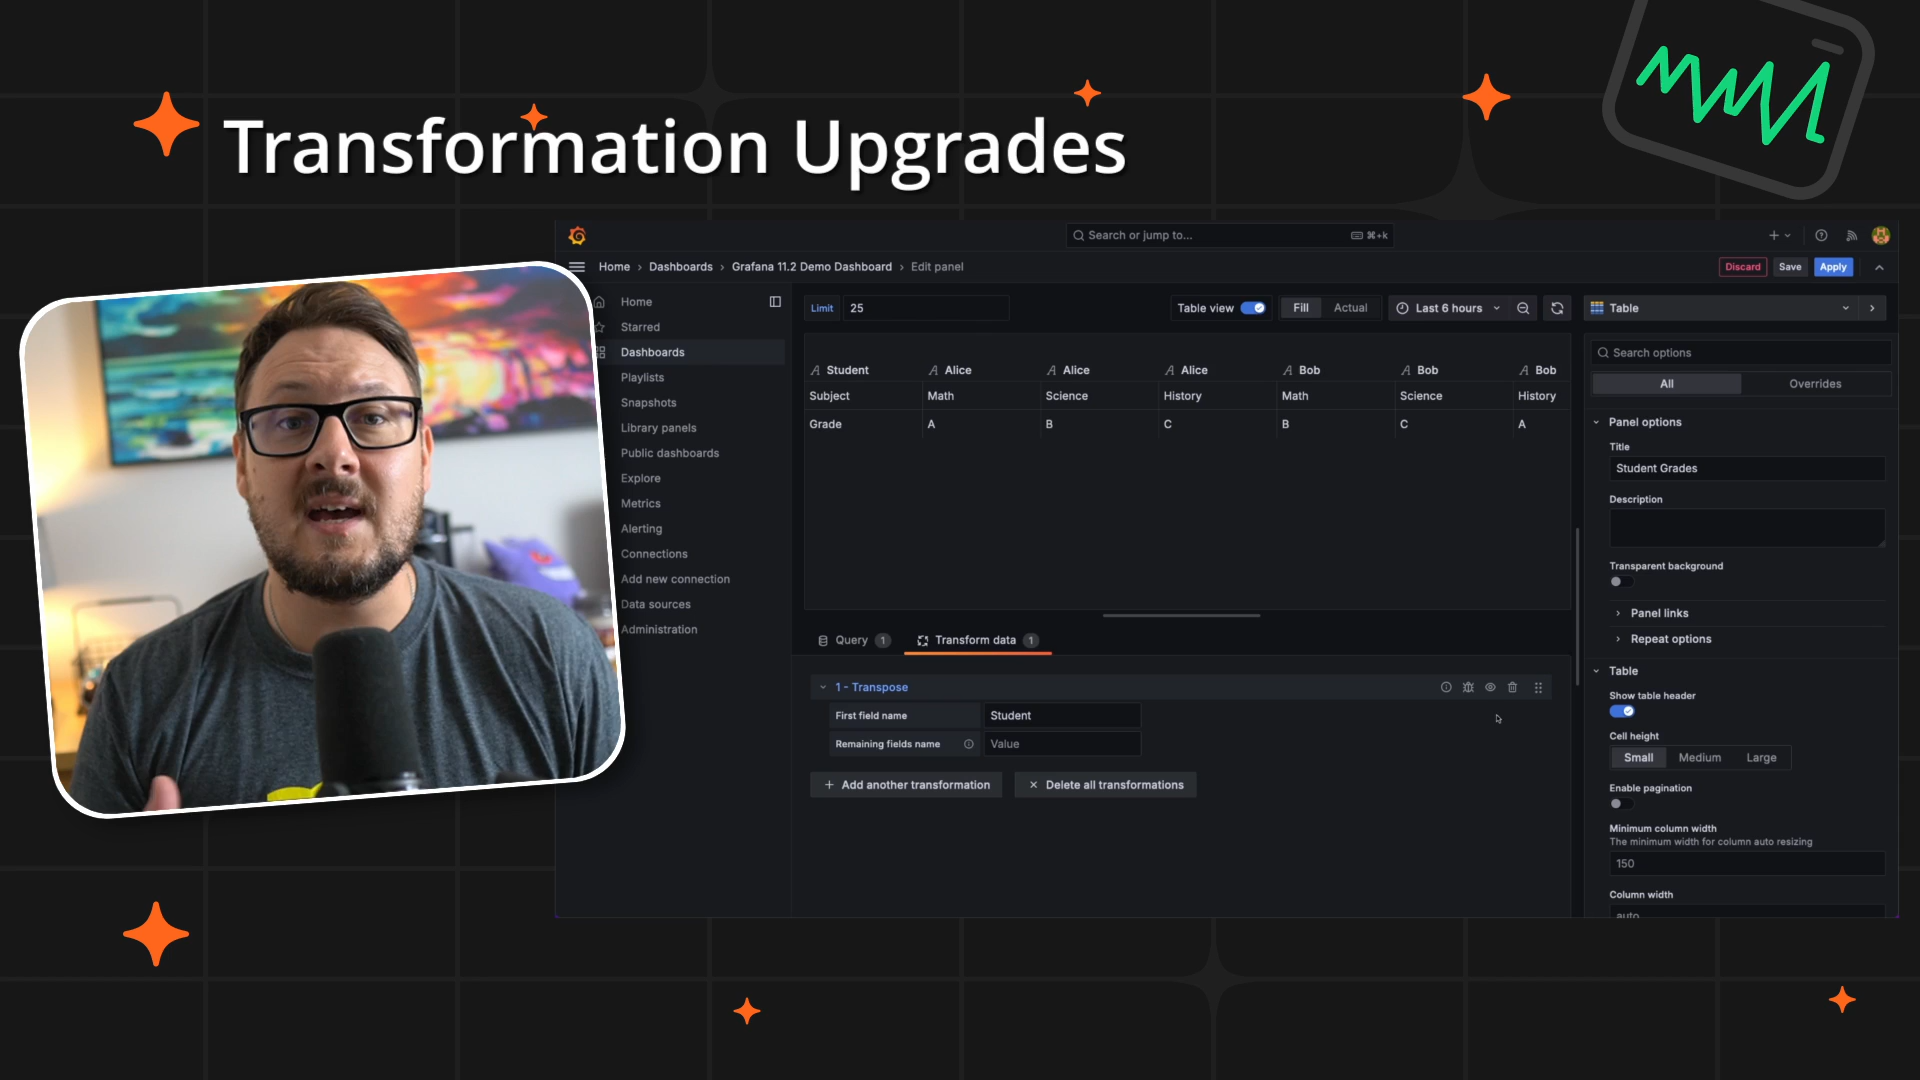 Transformation Upgrades
Search or jump to...
⌘+k
Home › Dashboards › Grafana 11.2 Demo Dashboard › Edit panel
Discard Save Apply
Home
Starred
Dashboards
Playlists
Snapshots
Library panels
Public dashboards
Explore
Metrics
Alerting
Connections
Add new connection
Data sources
Administration
Limit 25
Table view Fill Actual Last 6 hours
Student Alice Alice Alice Bob Bob Bob
Subject Math Science History Math Science History
Grade A B C B C A
Query 1 Transform data 1
1 - Transpose
First field name Student
Remaining fields name Value
+ Add another transformation × Delete all transformations
Table
Search options
All Overrides
Panel options
Title
Student Grades
Description
Transparent background
Panel links
Repeat options
Table
Show table header
Cell height
Small Medium Large
Enable pagination
Minimum column width
The minimum width for column auto resizing
150
Column width
auto